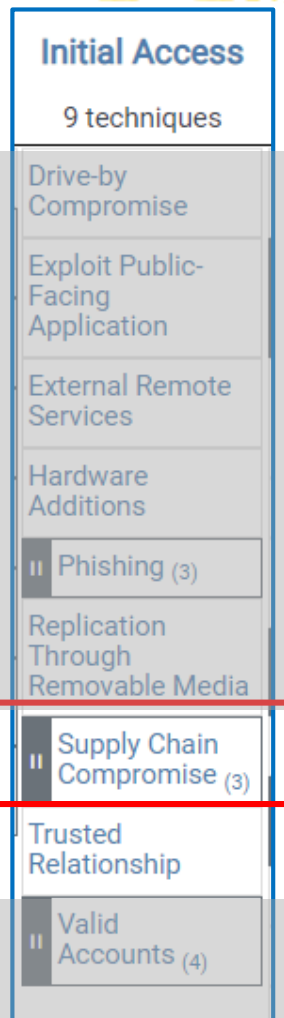 Initial Access
9 techniques
Drive-by
Compromise
Exploit Public-
Facing
Application
External Remote
Services
Hardware
Additions
Phishing (3)
Replication
Through
Removable Media
Supply Chain
Compromise (3)
Trusted
Relationship
Valid
Accounts (4)